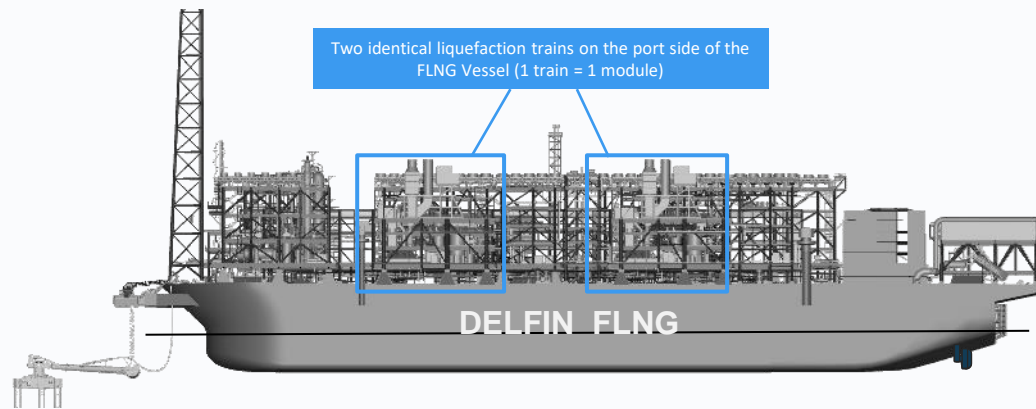 Two identical liquefaction trains on the port side of the
FLNG Vessel (1 train = 1 module)
DELFIN FLNG